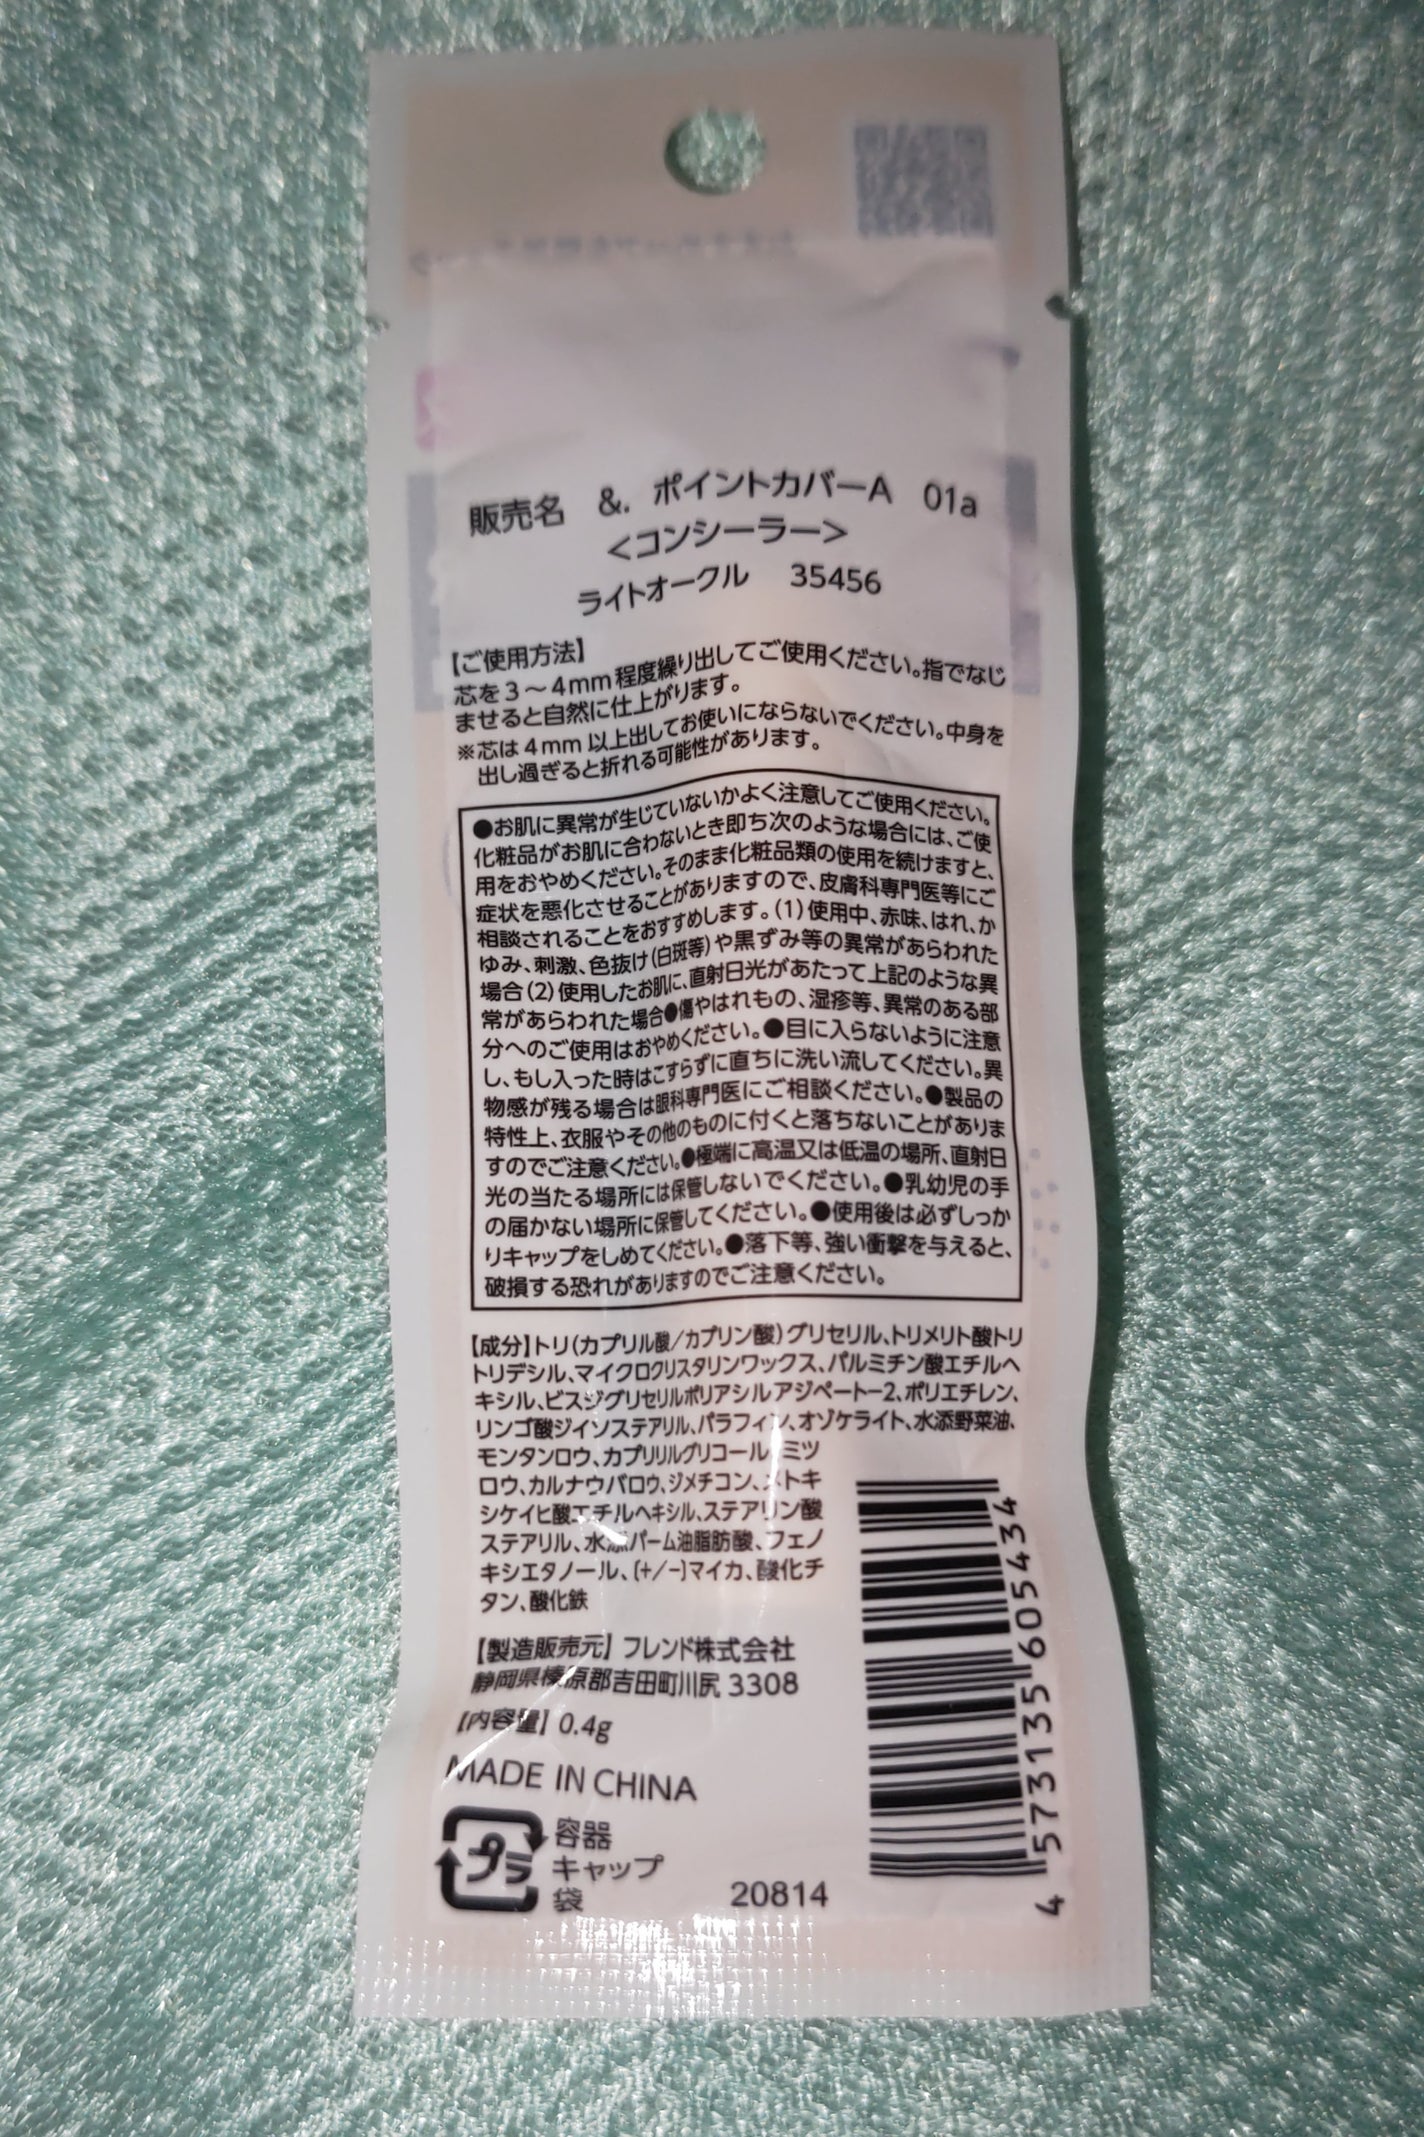 販売名 &. ポイントカバーA 01a
<コンシーラー>
ライトオークル 35456
【ご使用方法】
芯を3～4mm程度繰り出してご使用ください。指でなじ
ませると自然に仕上がります。
※芯は4mm以上出してお使いにならないでください。中身を
出し過ぎると折れる可能性があります。
●お肌に異常が生じていないかよく注意してご使用ください。
化粧品がお肌に合わないとき即ち次のような場合には、ご使
用をおやめください。そのまま化粧品類の使用を続けますと、
症状を悪化させることがありますので、皮膚科専門医等にご
相談されることをおすすめします。(1)使用中、赤味、はれ、か
ゆみ、刺激、色抜け(白斑等)や黒ずみ等の異常があらわれた
場合(2)使用したお肌に、直射日光があたって上記のような異
常があらわれた場合●傷やはれもの、湿疹等、異常のある部
分へのご使用はおやめください。●目に入らないように注意
し、もし入った時はこすらずに直ちに洗い流してください。異
物感が残る場合は眼科専門医にご相談ください。●製品の
特性上、衣服やその他のものに付くと落ちないことがありま
すのでご注意ください。●極端に高温又は低温の場所、直射日
光の当たる場所には保管しないでください。●乳幼児の手
の届かない場所に保管してください。●使用後は必ずしっか
りキャップをしめてください。●落下等、強い衝撃を与えると、
破損する恐れがありますのでご注意ください。
【成分】トリ(カプリル酸/カプリン酸)グリセリル、トリメリト酸トリ
トリデシル、マイクロクリスタリンワックス、パルミチン酸エチルヘ
キシル、ビスジグリセリルポリアシルアジペート-2、ポリエチレン、
リンゴ酸ジイソステアリル、パラフィン、オゾケライト、水添野菜油、
モンタンロウ、カプリリルグリコール、ミツ
ロウ、カルナウバロウ、ジメチコン、メトキ
シケイヒ酸エチルヘキシル、ステアリン酸
ステアリル、水添パーム油脂肪酸、フェノ
キシエタノール、(+/-)マイカ、酸化チ
タン、酸化鉄
【製造販売元】フレンド株式会社
静岡県榛原郡吉田町川尻3308
【内容量】0.4g
MADE IN CHINA
プラ
容器
キャップ
袋
20814
4573135605434